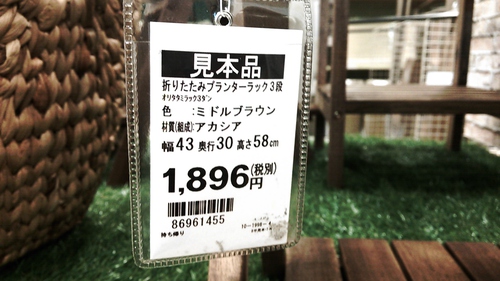 見本品
折りたたみプランターラック3段
オリタタミラック3ダン
色　:ミドルブラウン
材質(組成):アカシア
幅43 奥行30 高さ58cm
1,896円(税別)
86961455
持ち帰り